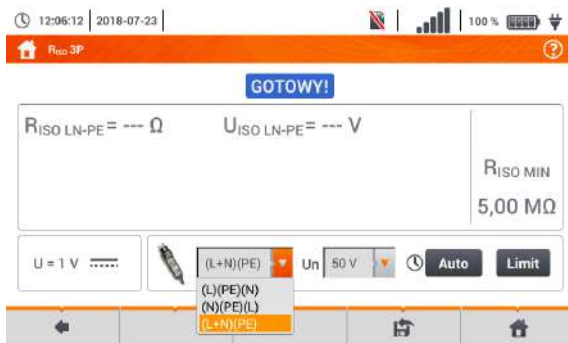 12:06:12 2018-07-23 100 %
RISO 3P
GOTOWY!
RISO LN-PE = --- Ω UISO LN-PE = --- V
RISO MIN
5,00 MΩ
U = 1 V (L+N)(PE) Un 50 V Auto Limit
(L)(PE)(N)
(N)(PE)(L)
(L+N)(PE)